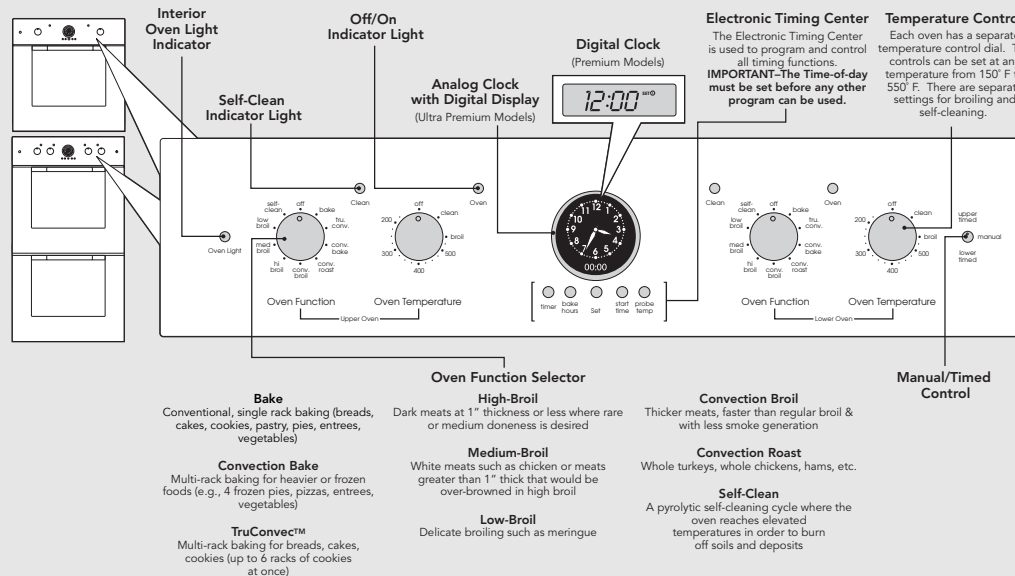 Interior
Oven Light
Indicator
Off/On
Indicator Light
Self-Clean
Indicator Light
Analog Clock
with Digital Display
(Ultra Premium Models)
Digital Clock
(Premium Models)
12:00
SET
Electronic Timing Center
The Electronic Timing Center
is used to program and control
all timing functions.
IMPORTANT–The Time-of-day
must be set before any other
program can be used.
Temperature Contro
Each oven has a separate
temperature control dial. T
controls can be set at an
temperature from 150° F t
550° F. There are separat
settings for broiling and
self-cleaning.
Oven Light
Clean
off
bake
tru.
conv.
conv.
bake
conv.
roast
conv.
broil
hi
broil
med
broil
low
broil
self-
clean
Oven Function
Oven
off
clean
broil
500
400
300
200
Oven Temperature
Upper Oven
12
1
2
3
4
5
6
7
8
9
10
11
00:00
timer
bake
hours
Set
start
time
probe
temp
Clean
off
bake
tru.
conv.
conv.
bake
conv.
roast
conv.
broil
hi
broil
med
broil
low
broil
self-
clean
Oven Function
Oven
off
clean
broil
500
400
300
200
Oven Temperature
Lower Oven
upper
timed
manual
lower
timed
Manual/Timed
Control
Oven Function Selector
Bake
Conventional, single rack baking (breads,
cakes, cookies, pastry, pies, entrees,
vegetables)
Convection Bake
Multi-rack baking for heavier or frozen
foods (e.g., 4 frozen pies, pizzas, entrees,
vegetables)
TruConvec™
Multi-rack baking for breads, cakes,
cookies (up to 6 racks of cookies
at once)
High-Broil
Dark meats at 1" thickness or less where rare
or medium doneness is desired
Medium-Broil
White meats such as chicken or meats
greater than 1" thick that would be
over-browned in high broil
Low-Broil
Delicate broiling such as meringue
Convection Broil
Thicker meats, faster than regular broil &
with less smoke generation
Convection Roast
Whole turkeys, whole chickens, hams, etc.
Self-Clean
A pyrolytic self-cleaning cycle where the
oven reaches elevated
temperatures in order to burn
off soils and deposits